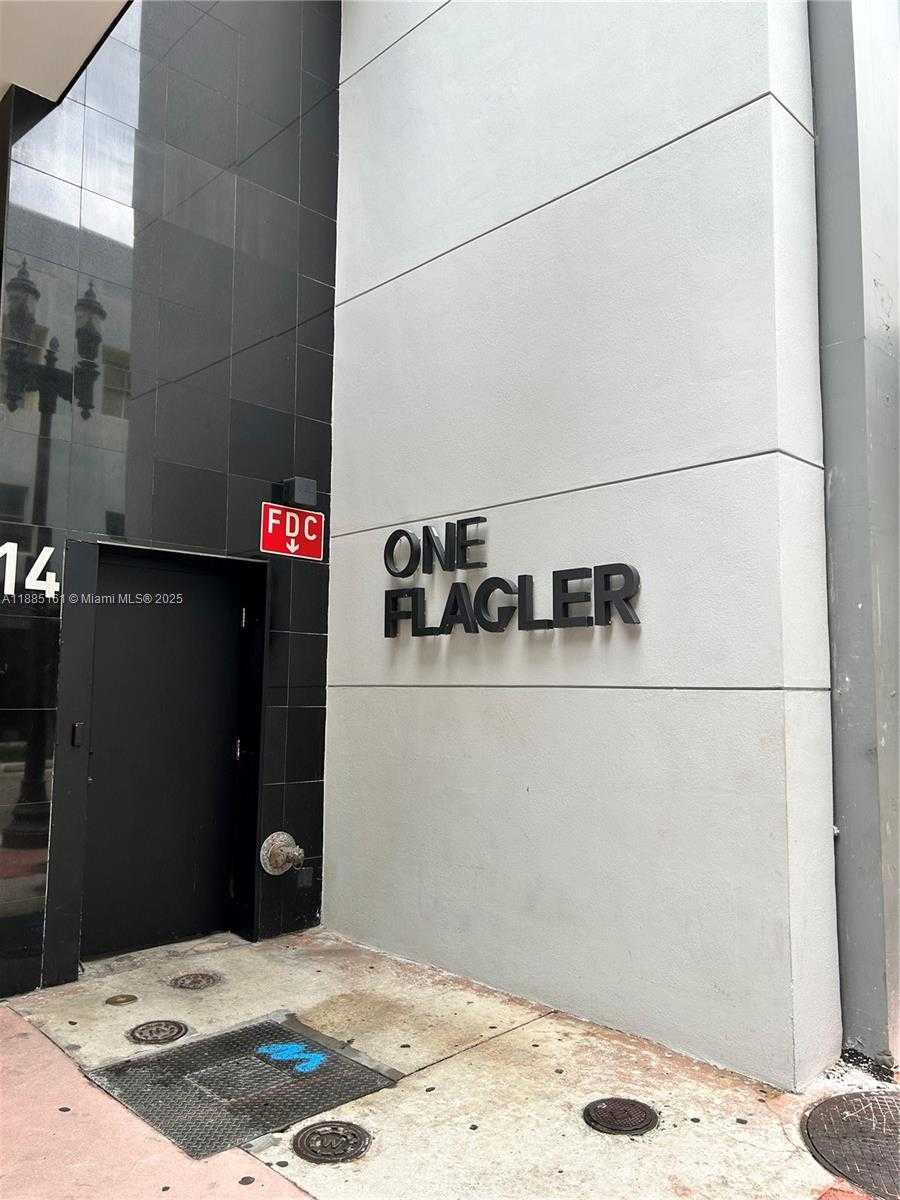 FDC
ONE
FLAGLER
14
A11885161 © Miami MLS® 2025